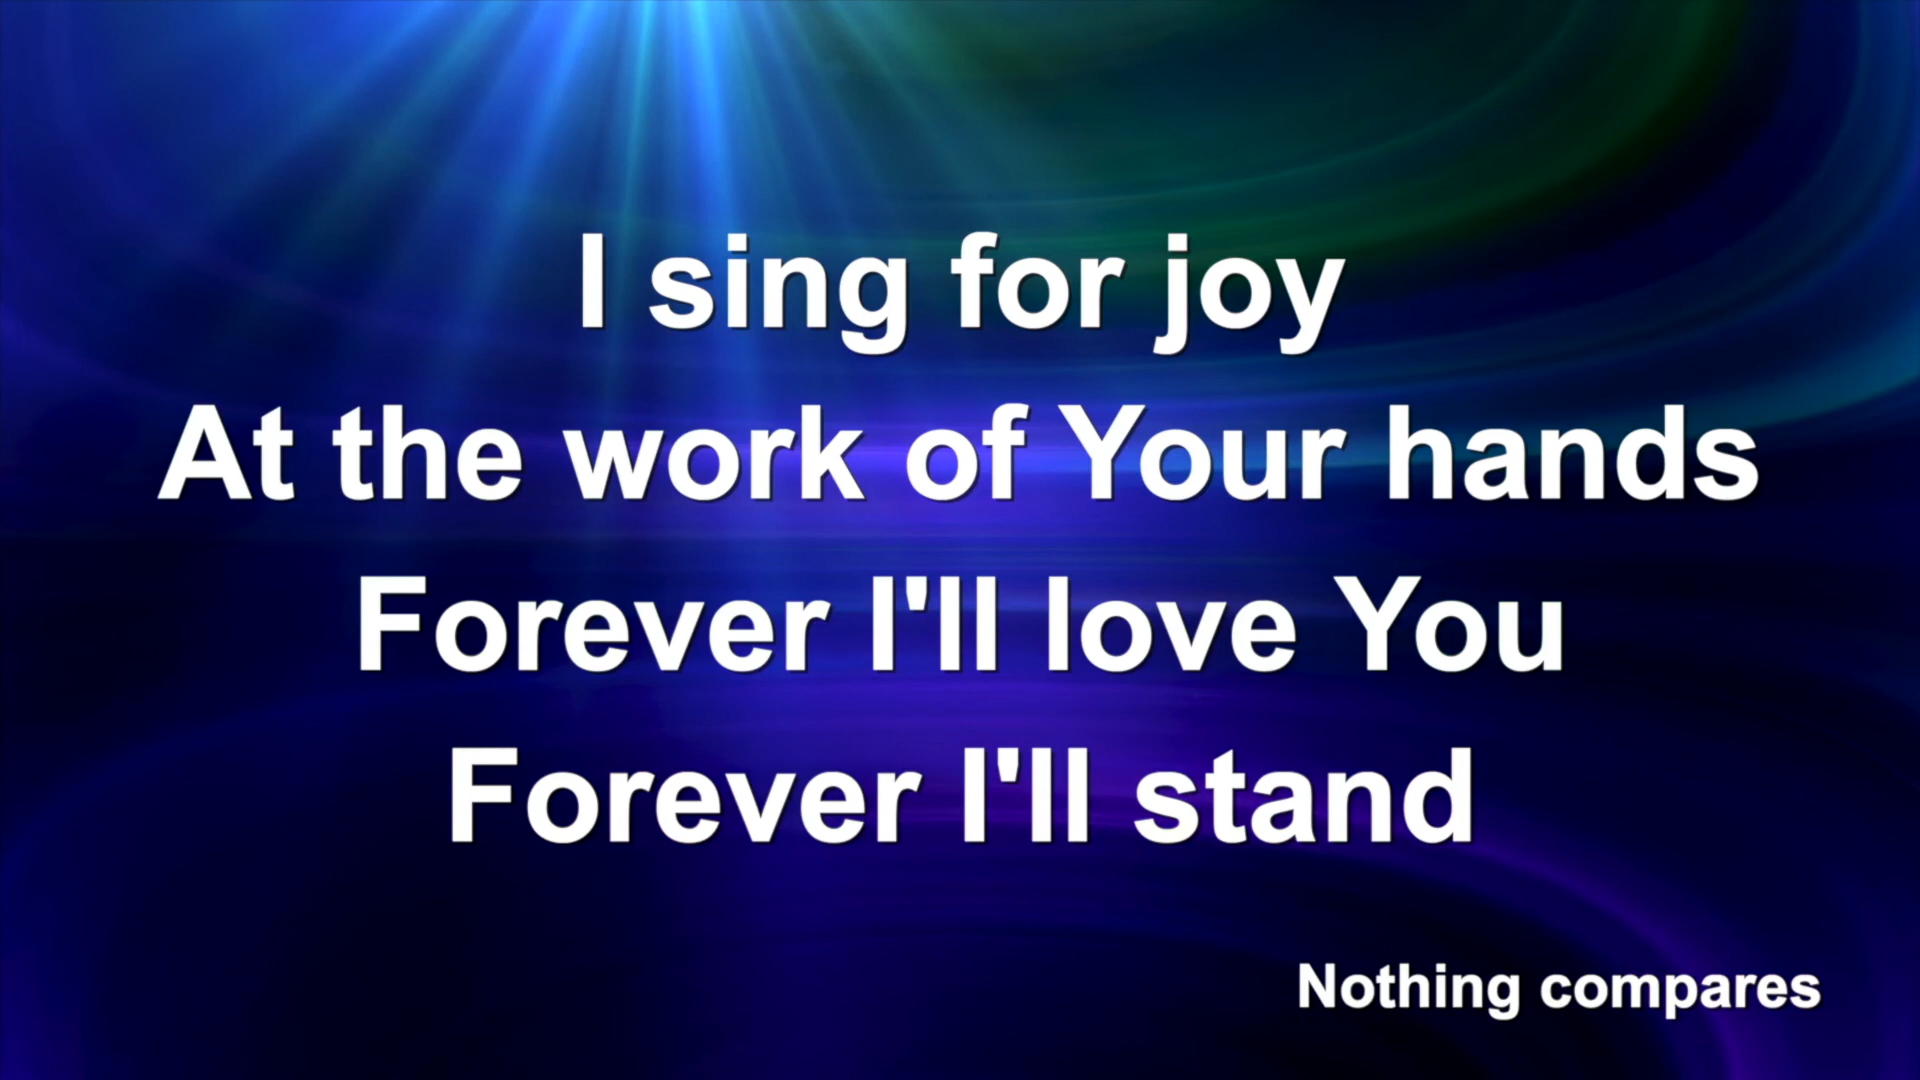 I sing for joy
At the work of Your hands
Forever I'll love You
Forever I'll stand
Nothing compares